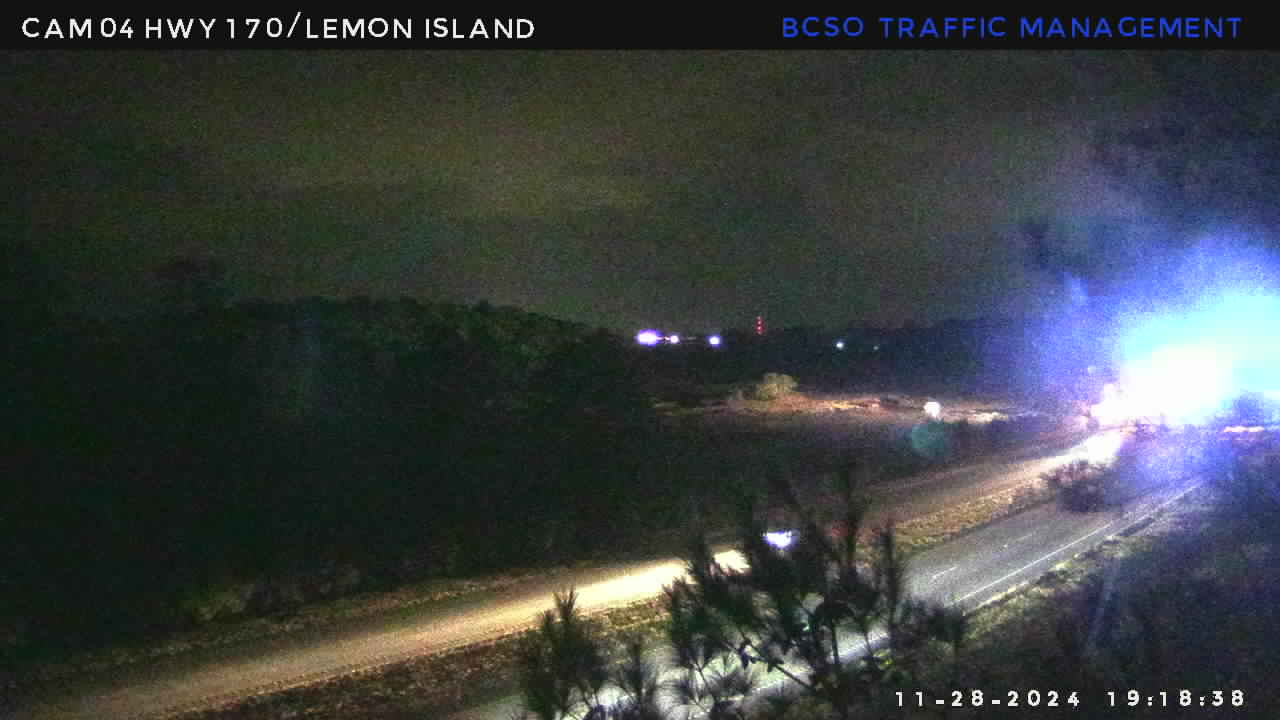 CAM04 HWY 170/LEMON ISLAND
BCSO TRAFFIC MANAGEMENT
11-28-2024 19:18:38